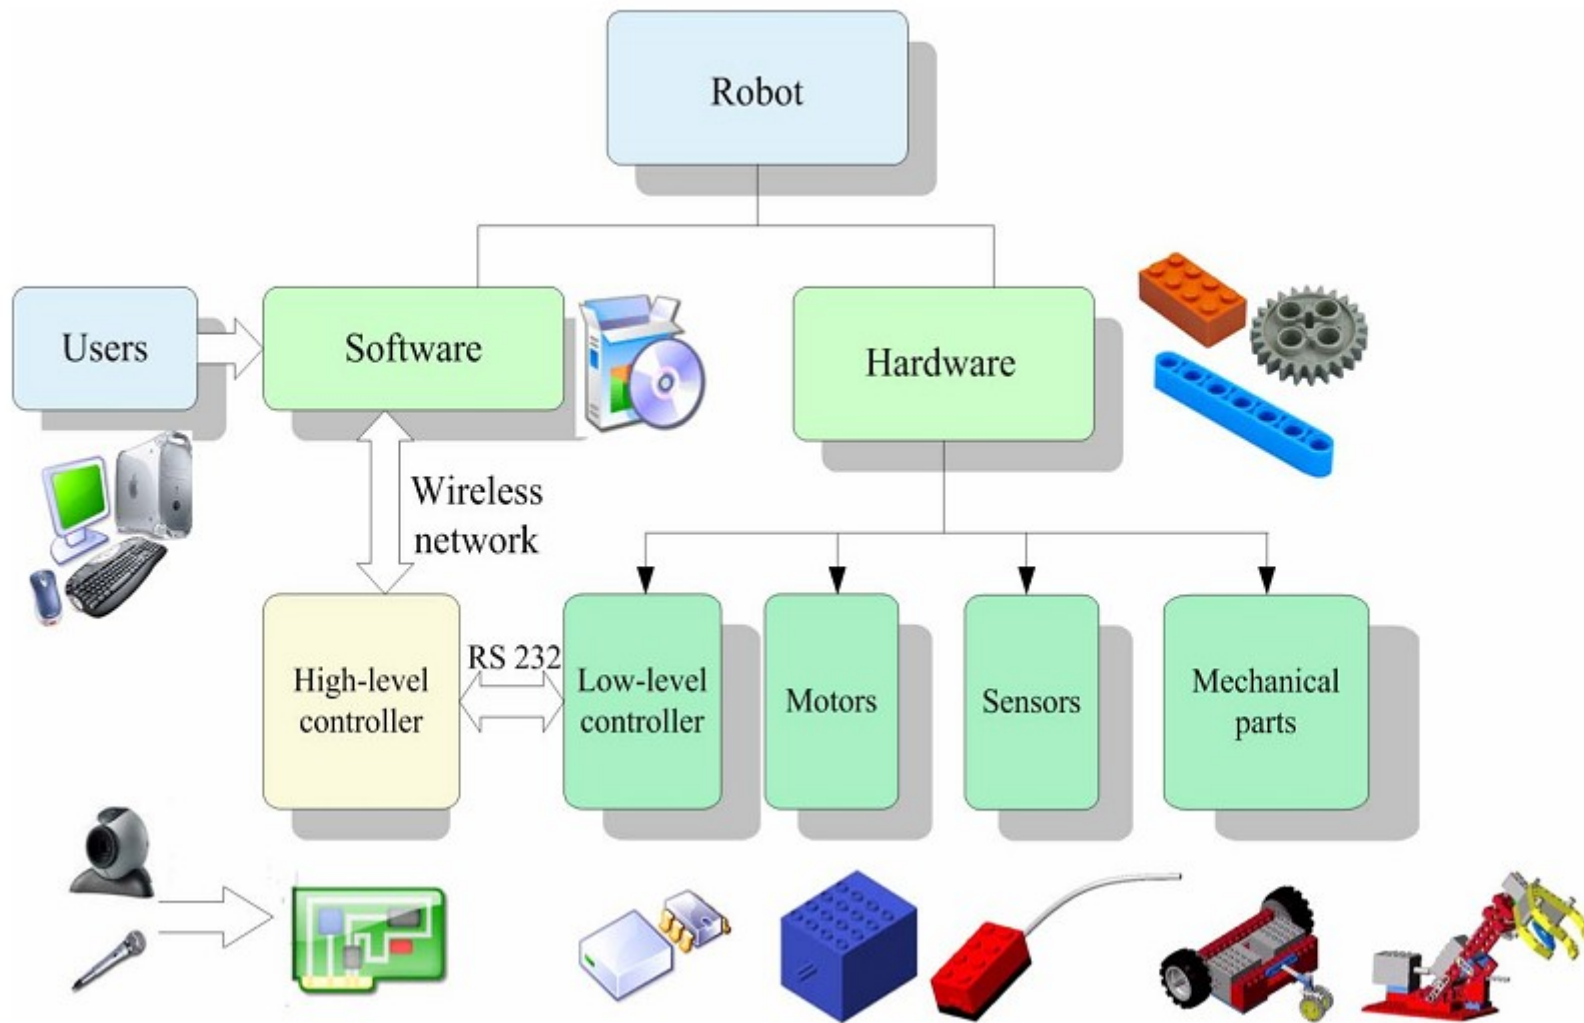 Robot
Users
Software
Hardware
Wireless
network
High-level
controller
RS 232
Low-level
controller
Motors
Sensors
Mechanical
parts